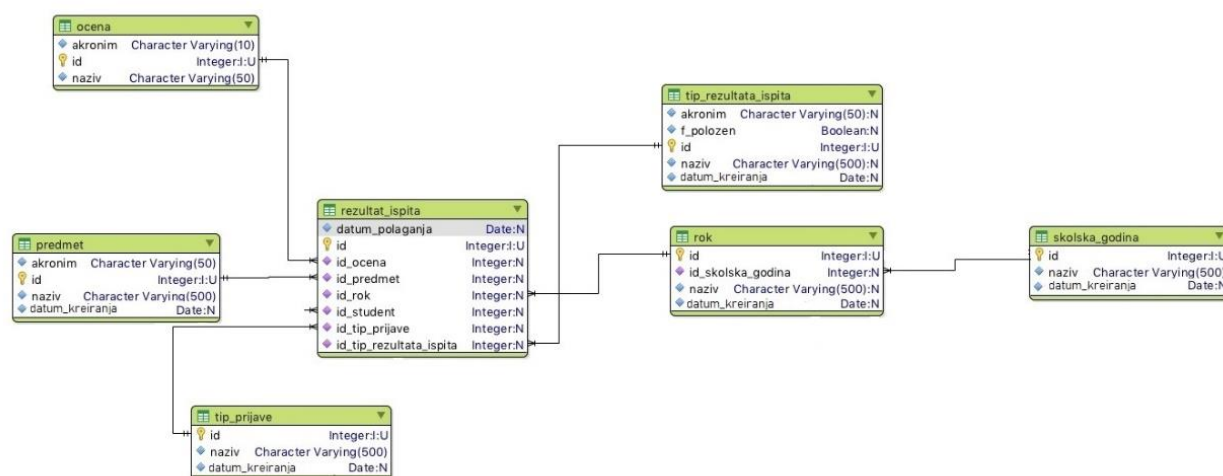 ocena
akronim Character Varying(10)
id Integer:I:U
naziv Character Varying(50)
tip_rezultata_ispita
akronim Character Varying(50):N
f_polozen Boolean:N
id Integer:I:U
naziv Character Varying(500):N
datum_kreiranja Date:N
rezultat_ispita
datum_polaganja Date:N
id Integer:I:U
id_ocena Integer:N
id_predmet Integer:N
id_rok Integer:N
id_student Integer:N
id_tip_prijave Integer:N
id_tip_rezultata_ispita Integer:N
predmet
akronim Character Varying(50)
id Integer:I:U
naziv Character Varying(500)
datum_kreiranja Date:N
rok
id Integer:I:U
id_skolska_godina Integer:N
naziv Character Varying(500):N
datum_kreiranja Date:N
skolska_godina
id Integer:I:U
naziv Character Varying(500)
datum_kreiranja Date:N
tip_prijave
id Integer:I:U
naziv Character Varying(500)
datum_kreiranja Date:N